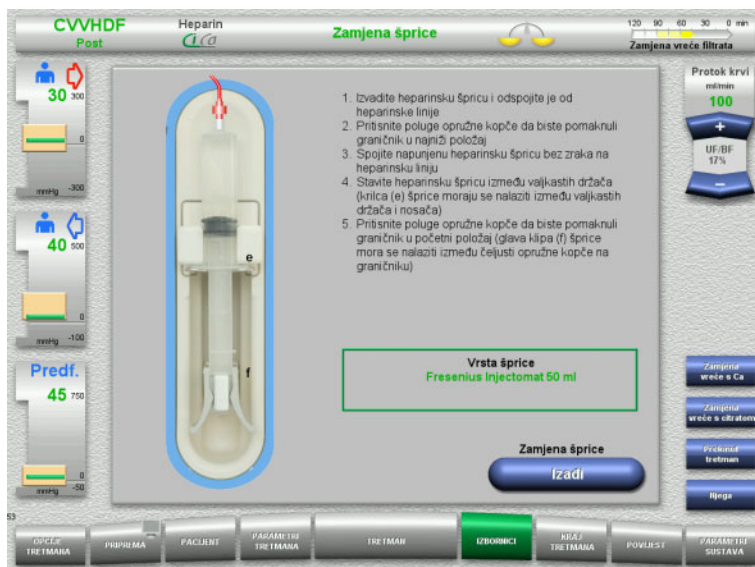 CVVHDF
Post
Heparin
Ci Ca
Zamjena šprice
120 90 60 30 0 min
Zamjena vreće filtrata
30
300
0
mmHg
-300
40
500
0
-100
mmHg
Predf.
45
750
0
mmHg
-50
1. Izvadite heparinsku špricu i odspojite je od
heparinske linije
2. Pritisnite poluge opružne kopče da biste pomaknuli
graničnik u najniži položaj
3. Spojite napunjenu heparinsku špricu bez zraka na
heparinsku liniju
4. Stavite heparinsku špricu između valjkastih držača
(krilca (e) šprice moraju se nalaziti između valjkastih
držača i nosača)
5. Pritisnite poluge opružne kopče da biste pomaknuli
graničnik u početni položaj (glava klipa (f) šprice
mora se nalaziti između čeljusti opružne kopče na
graničniku)
e
f
Vrsta šprice
Fresenius Injectomat 50 ml
Zamjena šprice
Izađi
Protok krvi
ml/min
100
+
UF/BF
17%
−
Zamjena
vreće s Ca
Zamjena
vreće s citratom
Prekinuf
tretman
Njega
53
OPCIJE
TRETMANA
PRIPREMA
PACIJENT
PARAMETRI
TRETMANA
TRETMAN
IZBORNICI
KRAJ
TRETMANA
POVIJEST
PARAMETRI
SUSTAVA